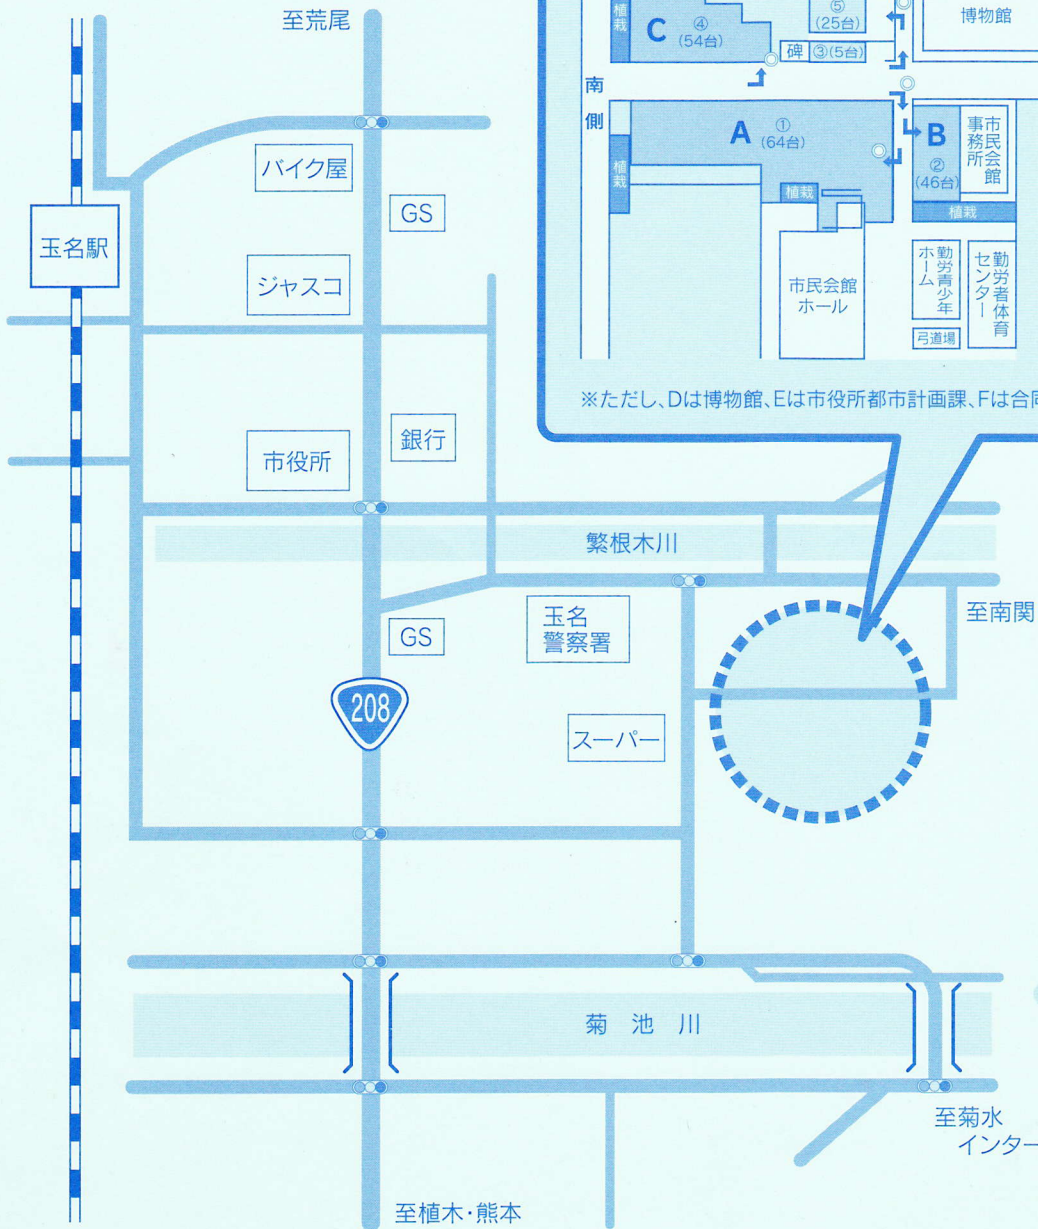 至荒尾
バイク屋
GS
玉名駅
ジャスコ
市役所
銀行
繁根木川
至南関
玉名
警察署
GS
208
スーパー
菊池川
至菊水
インター
至植木・熊本
植栽
C
④
(54台)
⑤
(25台)
博物館
碑
③(5台)
南側
A
①
(64台)
B
②
(46台)
市民会館
事務所
植栽
植栽
植栽
市民会館
ホール
勤労青少年
ホーム
勤労者体育
センター
弓道場
※ただし、Dは博物館、Eは市役所都市計画課、Fは合同